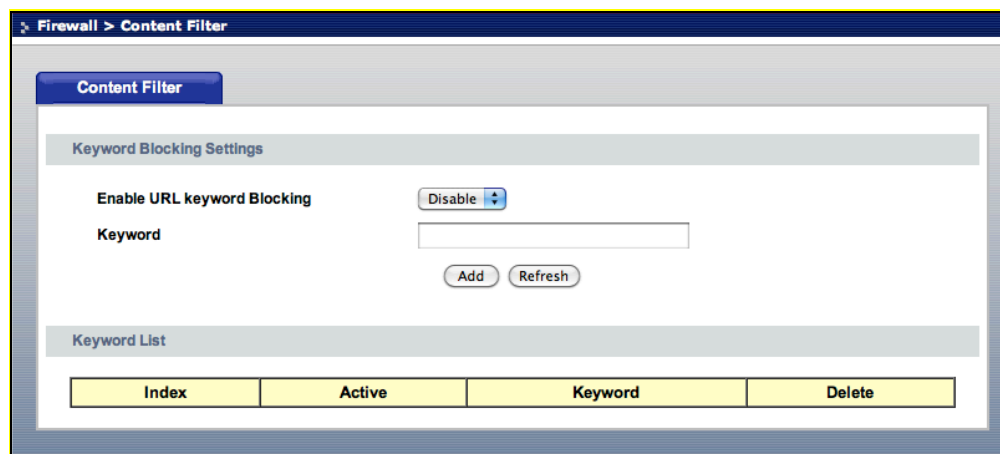 Firewall > Content Filter
Content Filter
Keyword Blocking Settings
Enable URL keyword Blocking Disable
Keyword
Add Refresh
Keyword List
Index Active Keyword Delete